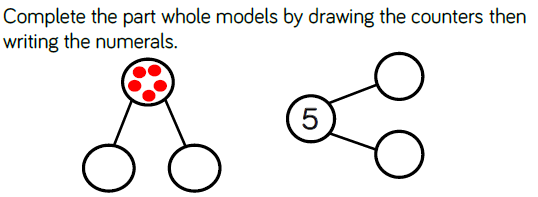 Complete the part whole models by drawing the counters then
writing the numerals.
5